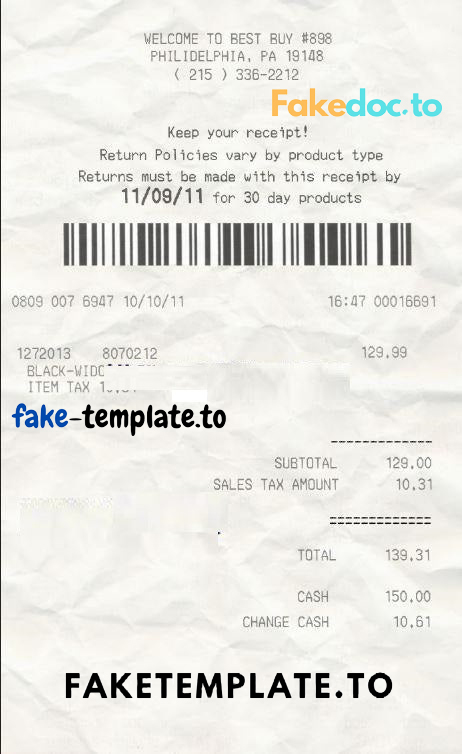 WELCOME TO BEST BUY #898
PHILIDELPHIA, PA 19148
( 215 ) 336-2212
Fakedoc.to
Keep your receipt!
Return Policies vary by product type
Returns must be made with this receipt by
11/09/11 for 30 day products
0809 007 6947 10/10/11 16:47 00016691
1272013 8070212 129.99
BLACK-WIDO
ITEM TAX
fake-template.to
SUBTOTAL 129.00
SALES TAX AMOUNT 10.31
TOTAL 139.31
CASH 150.00
CHANGE CASH 10.61
FAKETEMPLATE.TO